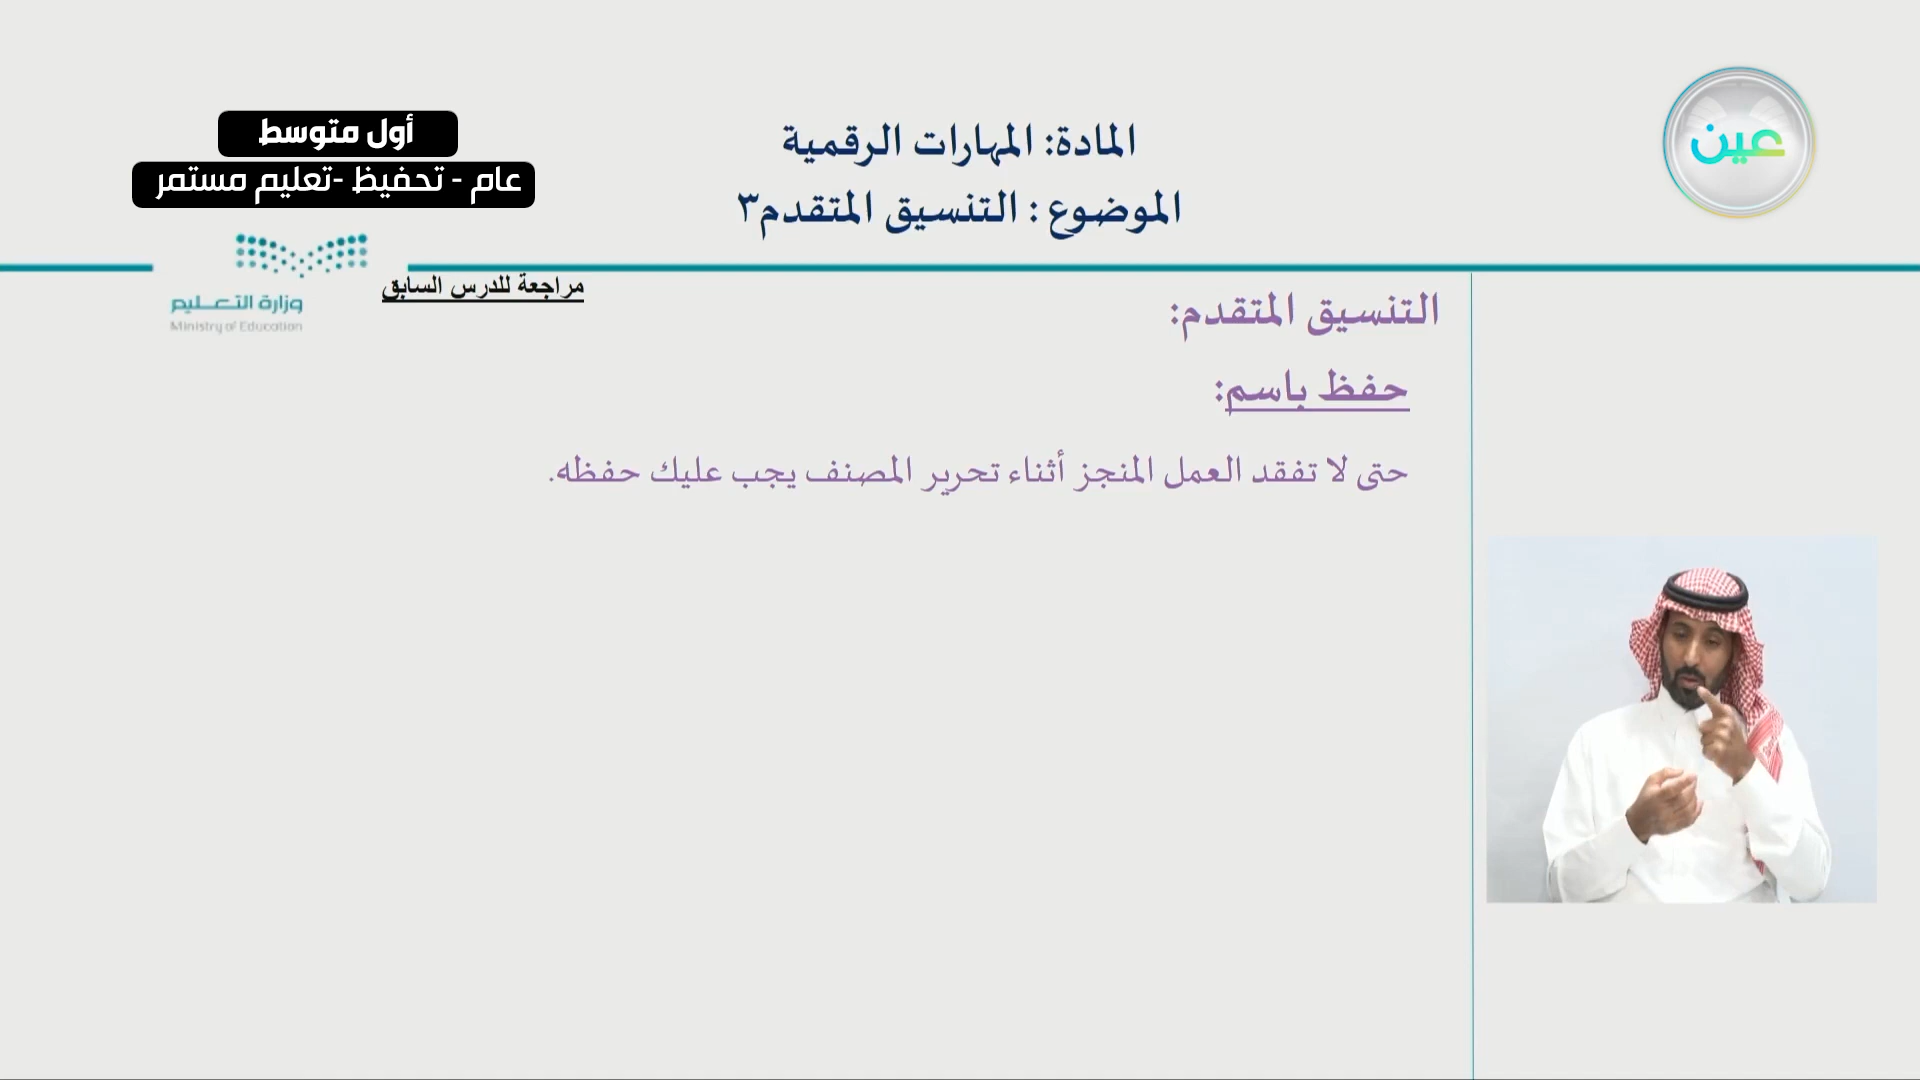 أول متوسط
عام - تحفيظ -تعليم مستمر
المادة: المهارات الرقمية
الموضوع : التنسيق المتقدم٣
عين
وزارة التعليم
Ministry of Education
مراجعة للدرس السابق
التنسيق المتقدم:
حفظ باسم:
حتى لا تفقد العمل المنجز أثناء تحرير المصنف يجب عليك حفظه.